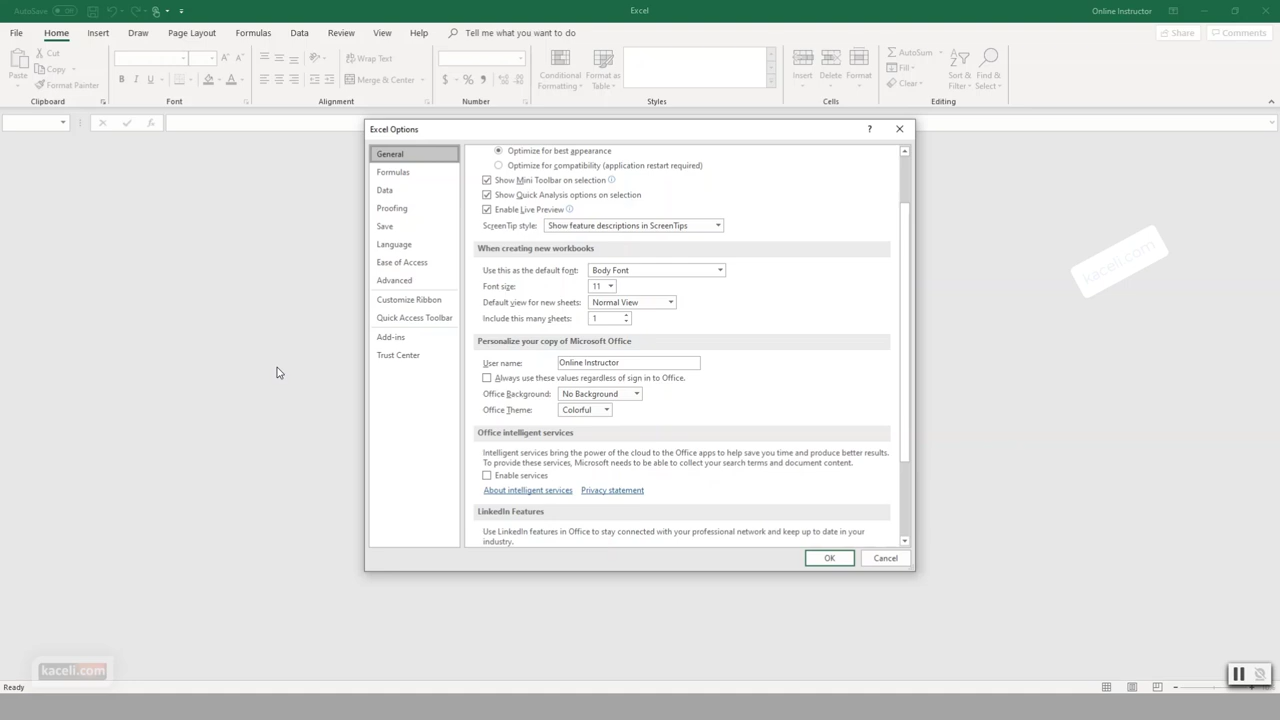 AutoSave Off
Excel
Online Instructor
File Home Insert Draw Page Layout Formulas Data Review View Help Tell me what you want to do Share Comments
Paste Cut Copy Format Painter
B I U
A A
Wrap Text
Merge & Center
$ % ,
Conditional Formatting
Format as Table
Insert Delete Format
AutoSum
Fill
Clear
Sort & Filter
Find & Select
Clipboard Font Alignment Number Styles Cells Editing
fx
Excel Options
? ×
General
Formulas
Data
Proofing
Save
Language
Ease of Access
Advanced
Customize Ribbon
Quick Access Toolbar
Add-ins
Trust Center
Optimize for best appearance
Optimize for compatibility (application restart required)
Show Mini Toolbar on selection
Show Quick Analysis options on selection
Enable Live Preview
ScreenTip style: Show feature descriptions in ScreenTips
When creating new workbooks
Use this as the default font: Body Font
Font size: 11
Default view for new sheets: Normal View
Include this many sheets: 1
Personalize your copy of Microsoft Office
User name: Online Instructor
Always use these values regardless of sign in to Office.
Office Background: No Background
Office Theme: Colorful
Office intelligent services
Intelligent services bring the power of the cloud to the Office apps to help save you time and produce better results.
To provide these services, Microsoft needs to be able to collect your search terms and document content.
Enable services
About intelligent services Privacy statement
LinkedIn Features
Use LinkedIn features in Office to stay connected with your professional network and keep up to date in your
industry.
OK Cancel
kaceli.com
kaceli.com
Ready